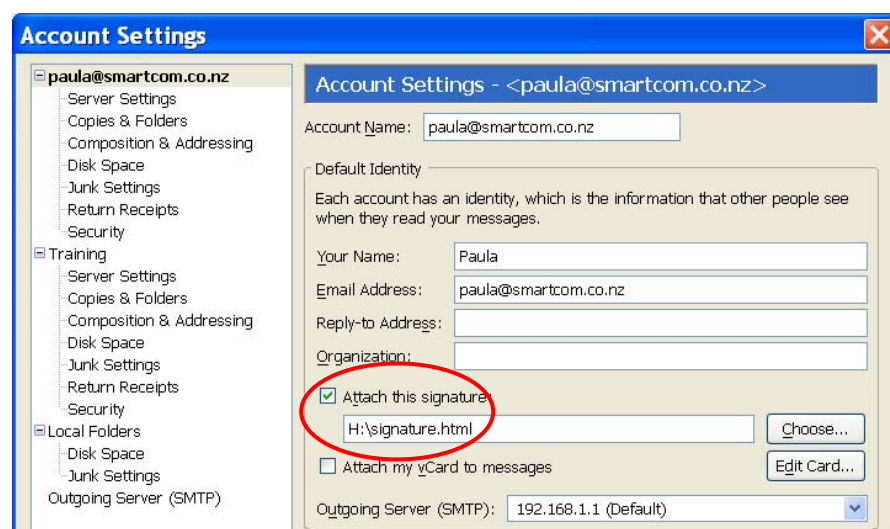 Account Settings
paula@smartcom.co.nz
Server Settings
Copies & Folders
Composition & Addressing
Disk Space
Junk Settings
Return Receipts
Security
Training
Server Settings
Copies & Folders
Composition & Addressing
Disk Space
Junk Settings
Return Receipts
Security
Local Folders
Disk Space
Junk Settings
Outgoing Server (SMTP)
Account Settings - <paula@smartcom.co.nz>
Account Name: paula@smartcom.co.nz
Default Identity
Each account has an identity, which is the information that other people see
when they read your messages.
Your Name: Paula
Email Address: paula@smartcom.co.nz
Reply-to Address:
Organization:
Attach this signature:
H:\signature.html Choose...
Attach my vCard to messages Edit Card...
Outgoing Server (SMTP): 192.168.1.1 (Default)